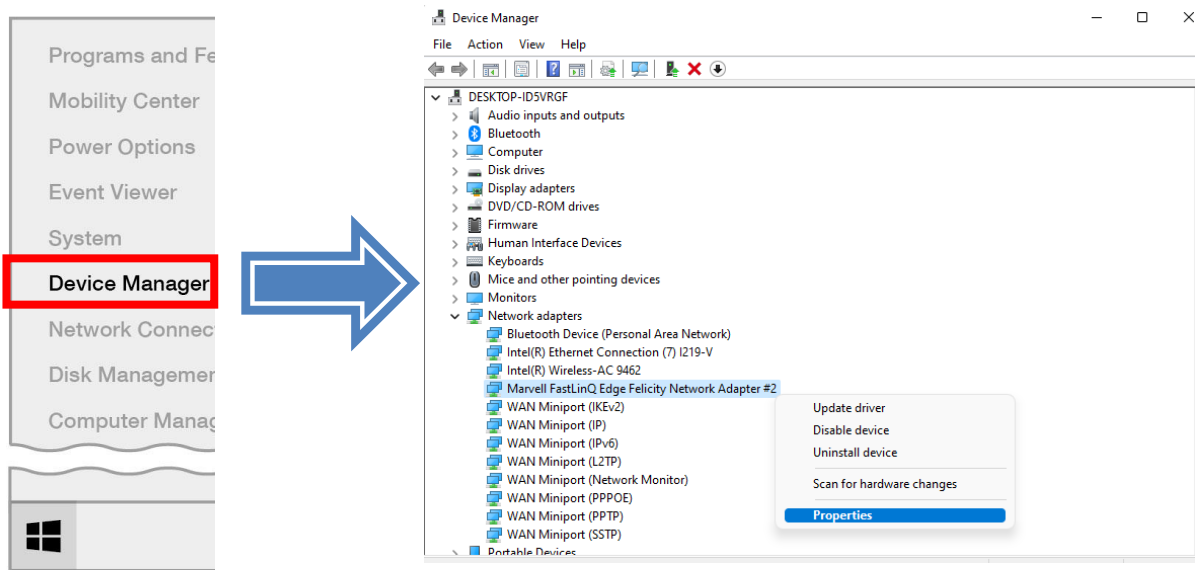 Programs and Fe
Mobility Center
Power Options
Event Viewer
System
Device Manager
Network Connec
Disk Managemen
Computer Manag
Device Manager
File Action View Help
DESKTOP-ID5VRGF
Audio inputs and outputs
Bluetooth
Computer
Disk drives
Display adapters
DVD/CD-ROM drives
Firmware
Human Interface Devices
Keyboards
Mice and other pointing devices
Monitors
Network adapters
Bluetooth Device (Personal Area Network)
Intel(R) Ethernet Connection (7) I219-V
Intel(R) Wireless-AC 9462
Marvell FastLinQ Edge Felicity Network Adapter #2
WAN Miniport (IKEv2)
WAN Miniport (IP)
WAN Miniport (IPv6)
WAN Miniport (L2TP)
WAN Miniport (Network Monitor)
WAN Miniport (PPPOE)
WAN Miniport (PPTP)
WAN Miniport (SSTP)
Portable Devices
Update driver
Disable device
Uninstall device
Scan for hardware changes
Properties